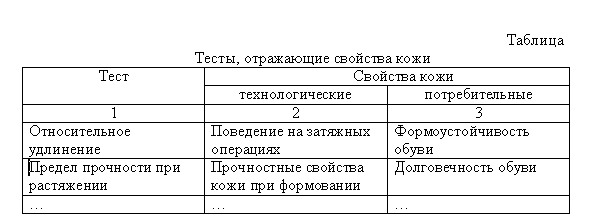 Таблица
Тесты, отражающие свойства кожи
Тест
Свойства кожи
технологические
потребительные
1
2
3
Относительное
удлинение
Поведение на затяжных
операциях
Формоустойчивость
обуви
Предел прочности при
растяжении
Прочностные свойства
кожи при формовании
Долговечность обуви
…
…
…